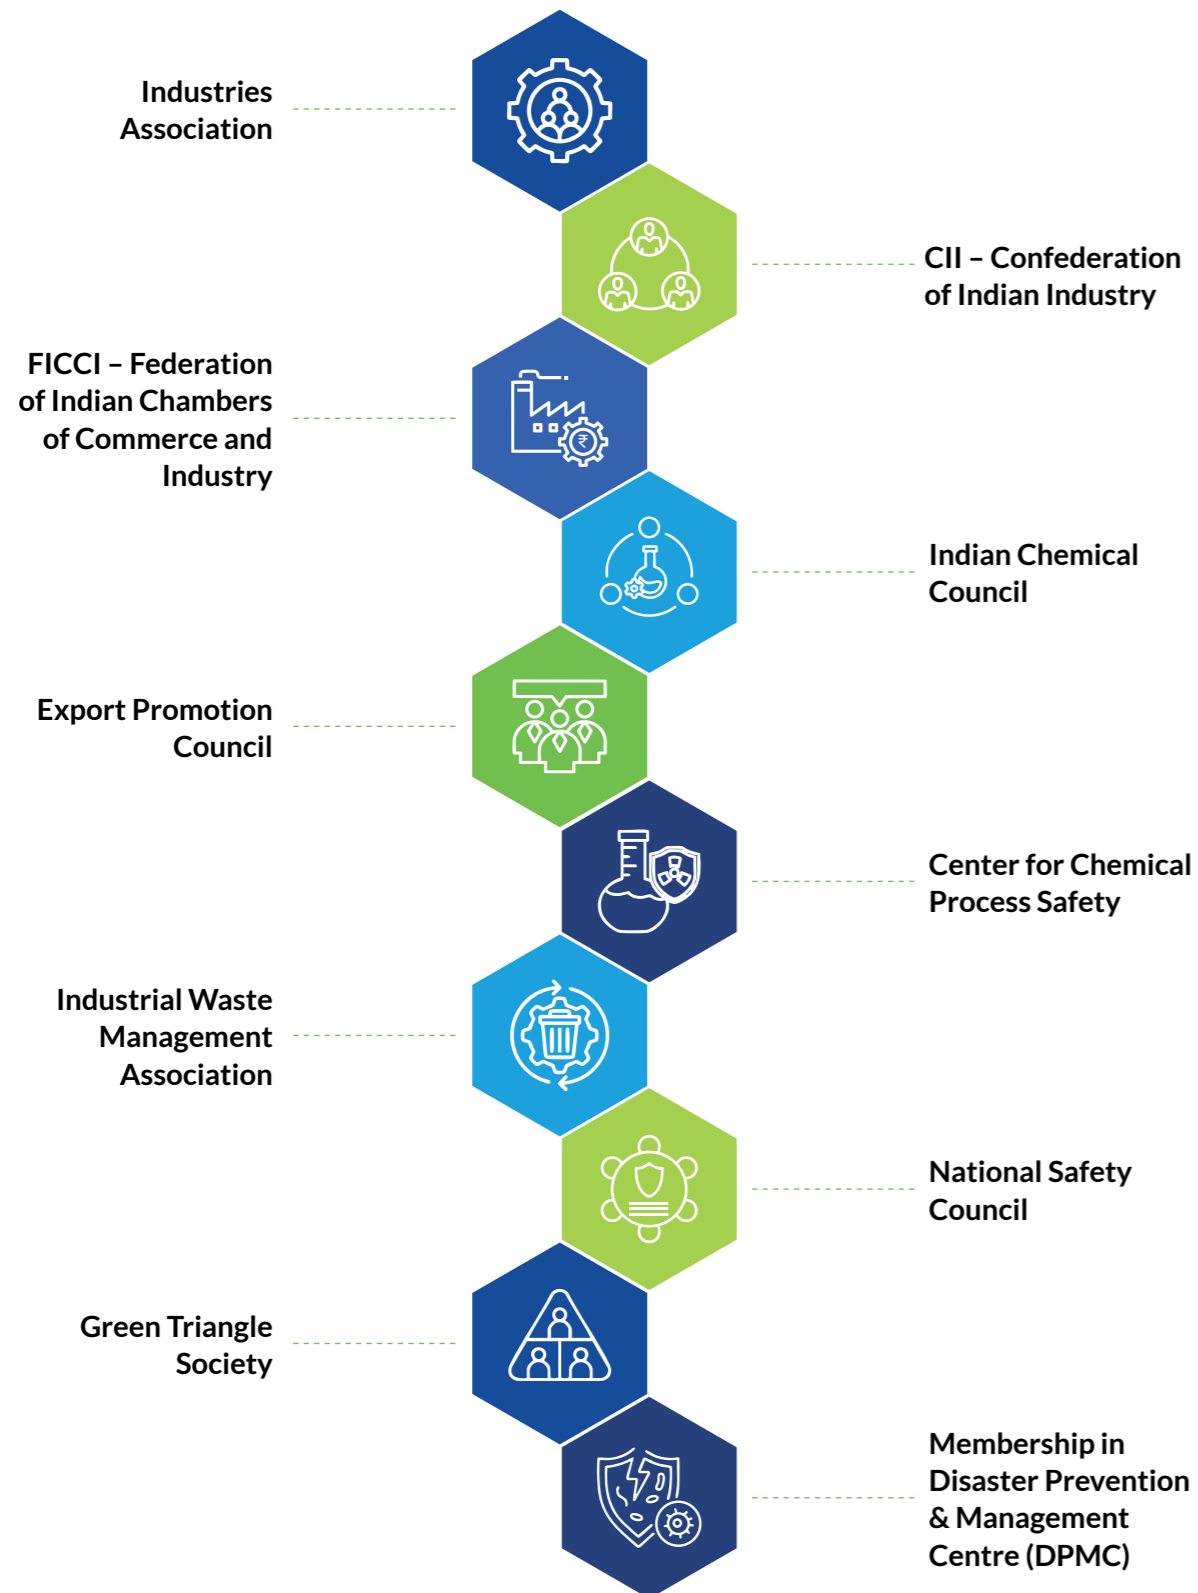 Industries
Association
CII – Confederation
of Indian Industry
FICCI – Federation
of Indian Chambers
of Commerce and
Industry
₹
Indian Chemical
Council
Export Promotion
Council
Center for Chemical
Process Safety
Industrial Waste
Management
Association
National Safety
Council
Green Triangle
Society
Membership in
Disaster Prevention
& Management
Centre (DPMC)